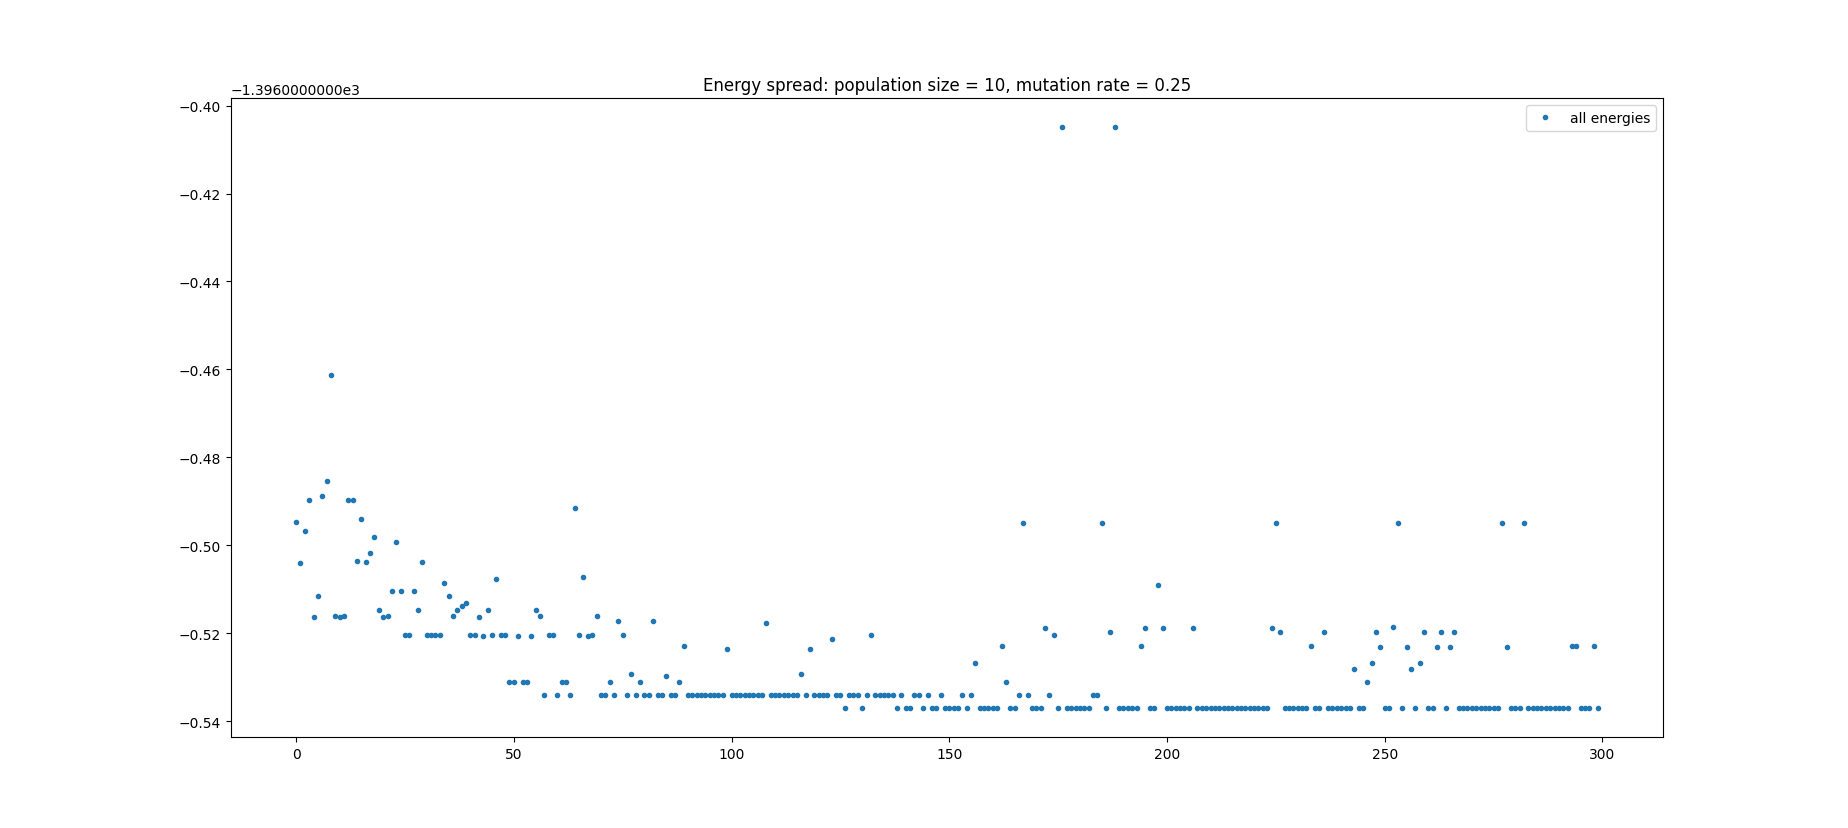 Energy spread: population size = 10, mutation rate = 0.25
−1.3960000000e3
all energies
−0.40
−0.42
−0.44
−0.46
−0.48
−0.50
−0.52
−0.54
0 50 100 150 200 250 300